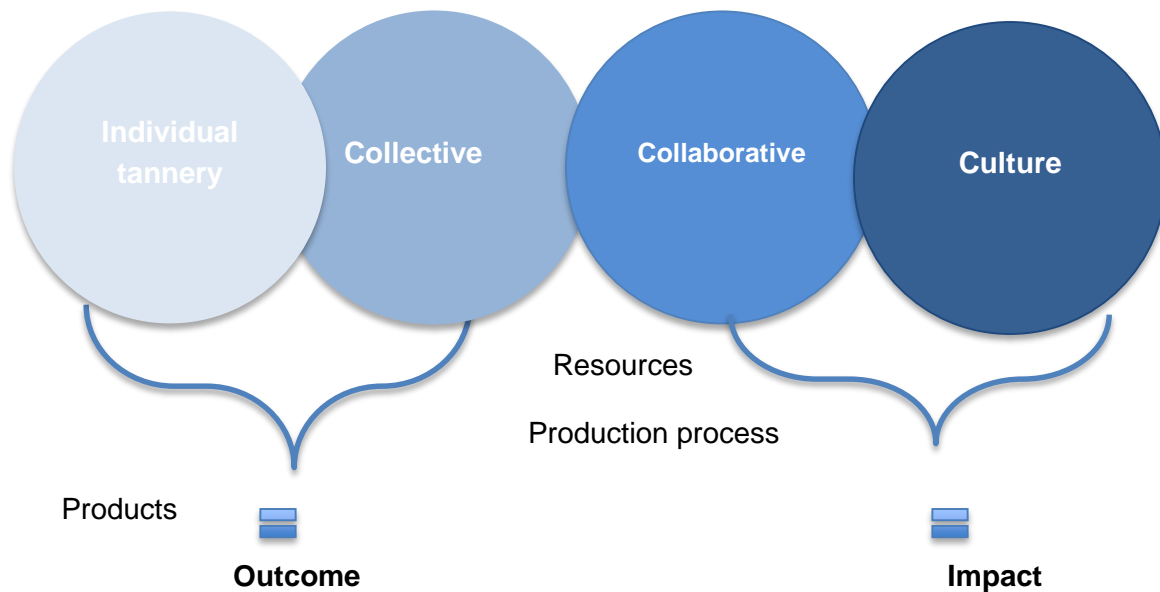 Individual
tannery
Collective
Collaborative
Culture
Resources
Production process
Products
Outcome
Impact